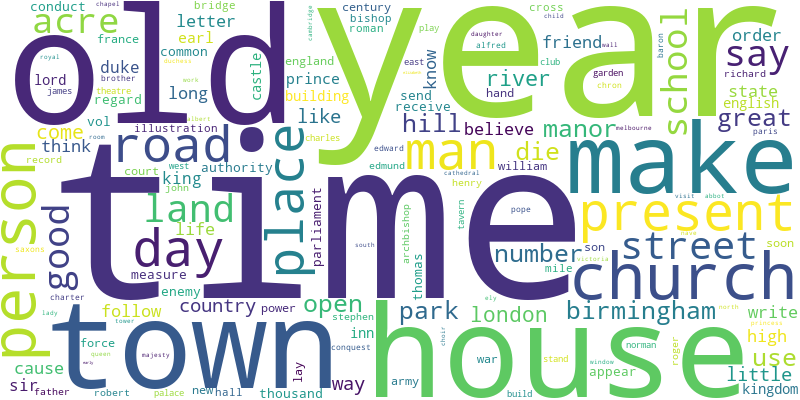 chapel
conduct bridge century cross play cambridge
acre letter bishop roman daughter child wall
old year
france earl common friend alfred club baron
duke england east know order say
royal lord castle prince river garden school
james brother duchess theatre work building send hand richard state
regard long receive chron english
vol albert like hill believe manor great
come illustration charles melbourne paris
think road man die make
room edward william
record west authority edmund cathedral
person court king place henry visit abbot
john land pope present
life tavern
time
parliament archbishop son soon
good day south number street
saxons measure thomas mile victoria church
enemy
charter country power open park ely birmingham north
lady follow london write princess
tower stephen inn
town house
force conquest choir war stand norman roger high
queen majesty lay way appear window use
cause
sir father new hall thousand army little
robert palace build kingdom